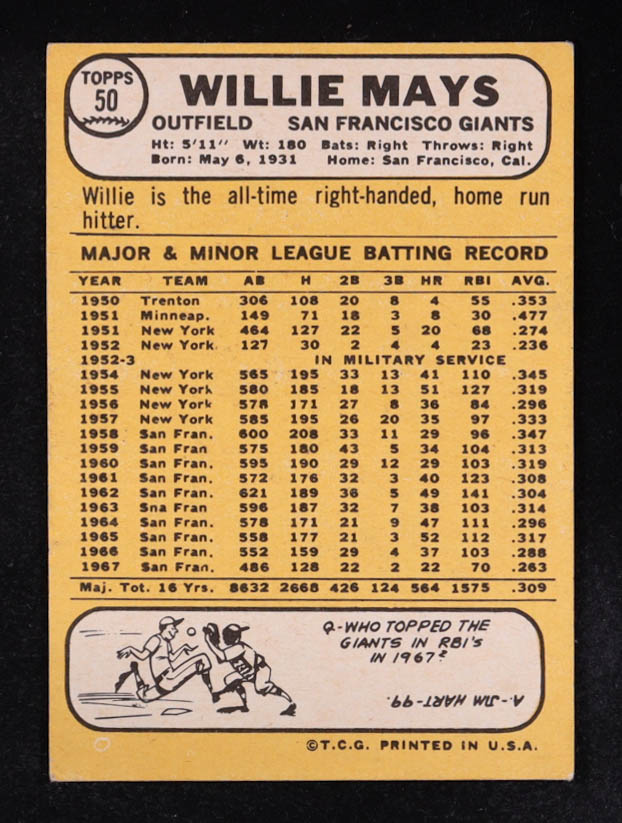 TOPPS
50
WILLIE MAYS
OUTFIELD SAN FRANCISCO GIANTS
Ht: 5'11" Wt: 180 Bats: Right Throws: Right
Born: May 6, 1931 Home: San Francisco, Cal.
Willie is the all-time right-handed, home run
hitter.
MAJOR & MINOR LEAGUE BATTING RECORD
YEAR TEAM AB H 2B 3B HR RBI AVG.
1950 Trenton 306 108 20 8 4 55 .353
1951 Minneap. 149 71 18 3 8 30 .477
1951 New York 464 127 22 5 20 68 .274
1952 New York 127 30 2 4 4 23 .236
1952-3 IN MILITARY SERVICE
1954 New York 565 195 33 13 41 110 .345
1955 New York 580 185 18 13 51 127 .319
1956 New York 578 171 27 8 36 84 .296
1957 New York 585 195 26 20 35 97 .333
1958 San Fran. 600 208 33 11 29 96 .347
1959 San Fran 575 180 43 5 34 104 .313
1960 San Fran. 595 190 29 12 29 103 .319
1961 San Fran. 572 176 32 3 40 123 .308
1962 San Fran. 621 189 36 5 49 141 .304
1963 Sna Fran 596 187 32 7 38 103 .314
1964 San Fran. 578 171 21 9 47 111 .296
1965 San Fran. 558 177 21 3 52 112 .317
1966 San Fran. 552 159 29 4 37 103 .288
1967 San Fran. 486 128 22 2 22 70 .263
Maj. Tot. 16 Yrs. 8632 2668 426 124 564 1575 .309
Q-WHO TOPPED THE
GIANTS IN RBI'S
IN 1967?
A.- JIM HART-99.
©T.C.G. PRINTED IN U.S.A.